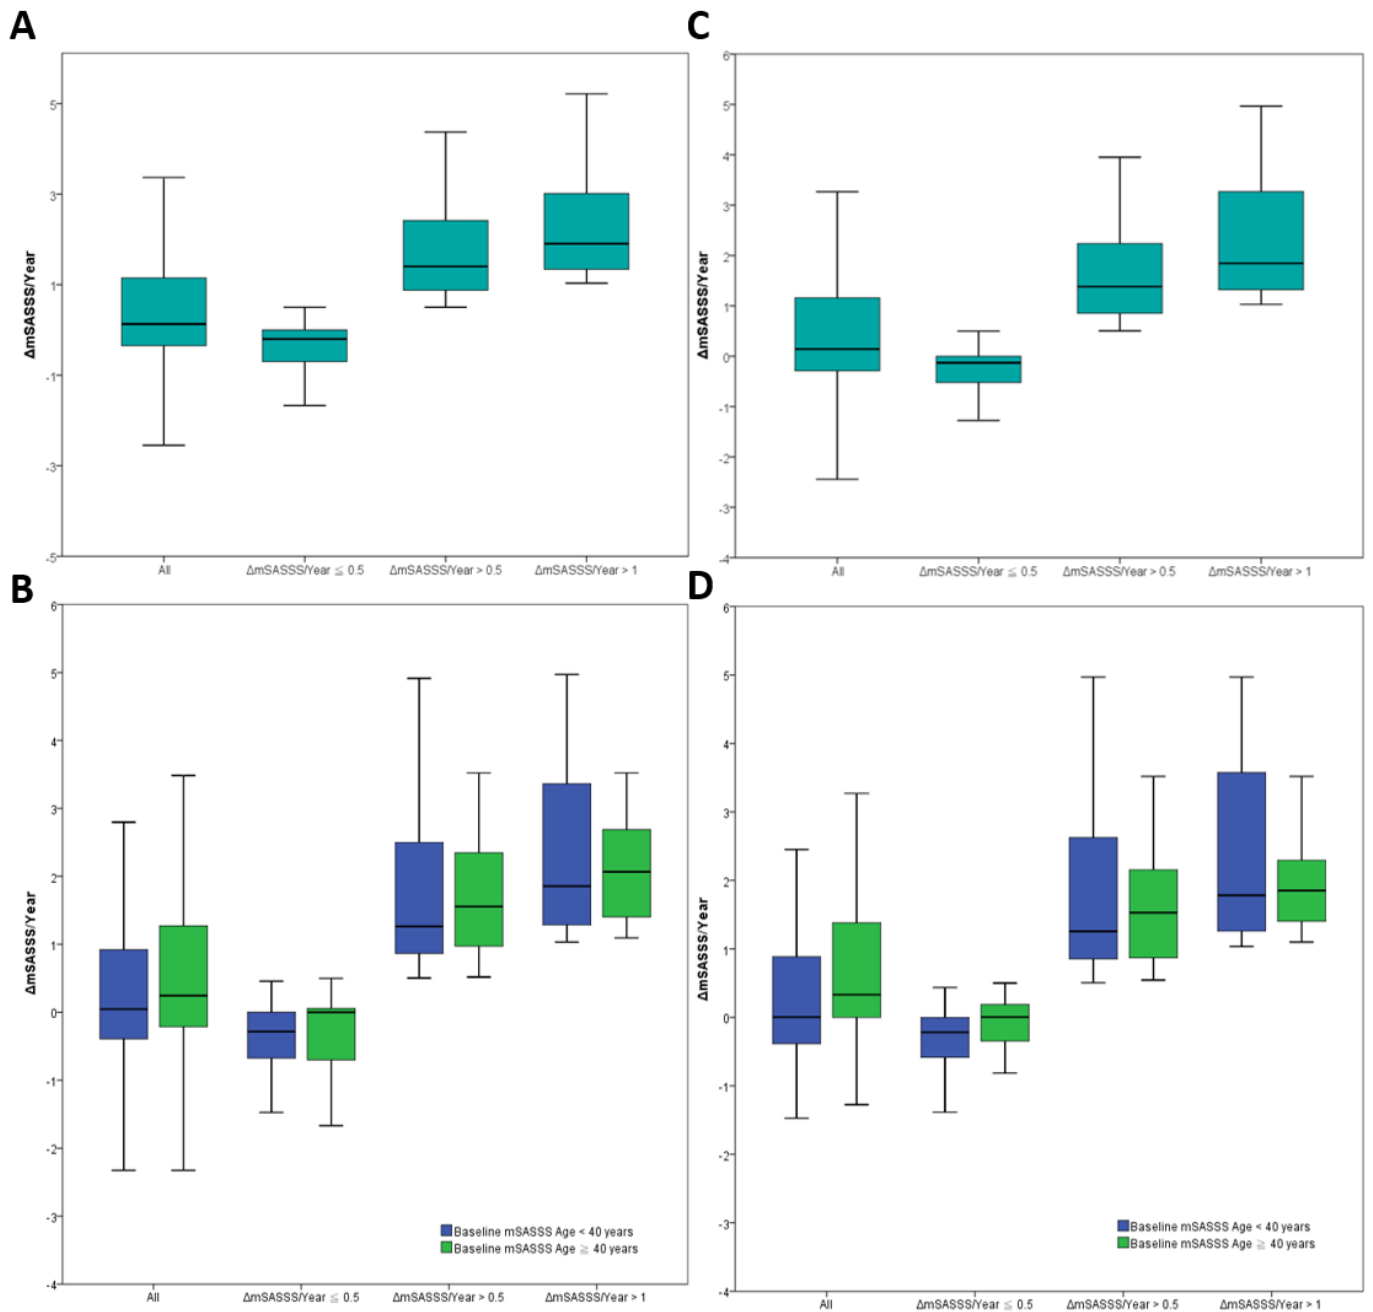 A
5
3
1
-1
-3
-5
ΔmSASSS/Year
All
ΔmSASSS/Year ≦ 0.5
ΔmSASSS/Year > 0.5
ΔmSASSS/Year > 1
C
6
5
4
3
2
1
0
-1
-2
-3
-4
ΔmSASSS/Year
All
ΔmSASSS/Year ≦ 0.5
ΔmSASSS/Year > 0.5
ΔmSASSS/Year > 1
B
6
5
4
3
2
1
0
-1
-2
-3
-4
ΔmSASSS/Year
Baseline mSASSS Age < 40 years
Baseline mSASSS Age ≧ 40 years
All
ΔmSASSS/Year ≦ 0.5
ΔmSASSS/Year > 0.5
ΔmSASSS/Year > 1
D
6
5
4
3
2
1
0
-1
-2
-3
-4
ΔmSASSS/Year
Baseline mSASSS Age < 40 years
Baseline mSASSS Age ≧ 40 years
All
ΔmSASSS/Year ≦ 0.5
ΔmSASSS/Year > 0.5
ΔmSASSS/Year > 1